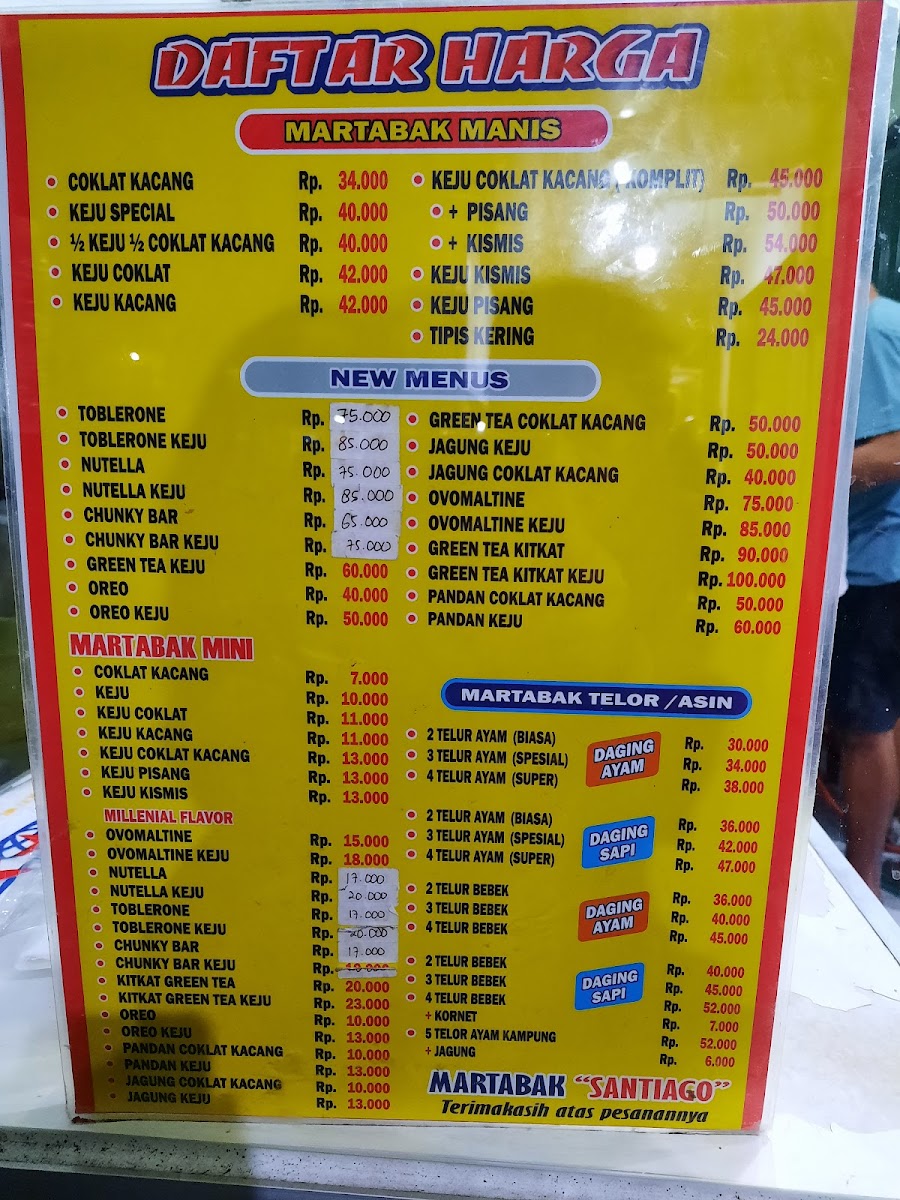 DAFTAR HARGA
MARTABAK MANIS
COKLAT KACANG Rp. 34.000
KEJU SPECIAL Rp. 40.000
½ KEJU ½ COKLAT KACANG Rp. 40.000
KEJU COKLAT Rp. 42.000
KEJU KACANG Rp. 42.000
KEJU COKLAT KACANG ( KOMPLIT) Rp. 45.000
+ PISANG Rp. 50.000
+ KISMIS Rp. 54.000
KEJU KISMIS Rp. 47.000
KEJU PISANG Rp. 45.000
TIPIS KERING Rp. 24.000
NEW MENUS
TOBLERONE Rp. 75.000
TOBLERONE KEJU Rp. 85.000
NUTELLA Rp. 75.000
NUTELLA KEJU Rp. 85.000
CHUNKY BAR Rp. 65.000
CHUNKY BAR KEJU Rp. 75.000
GREEN TEA KEJU Rp. 60.000
OREO Rp. 40.000
OREO KEJU Rp. 50.000
GREEN TEA COKLAT KACANG Rp. 50.000
JAGUNG KEJU Rp. 50.000
JAGUNG COKLAT KACANG Rp. 40.000
OVOMALTINE Rp. 75.000
OVOMALTINE KEJU Rp. 85.000
GREEN TEA KITKAT Rp. 90.000
GREEN TEA KITKAT KEJU Rp. 100.000
PANDAN COKLAT KACANG Rp. 50.000
PANDAN KEJU Rp. 60.000
MARTABAK MINI
COKLAT KACANG Rp. 7.000
KEJU Rp. 10.000
KEJU COKLAT Rp. 11.000
KEJU KACANG Rp. 11.000
KEJU COKLAT KACANG Rp. 13.000
KEJU PISANG Rp. 13.000
KEJU KISMIS Rp. 13.000
MILLENIAL FLAVOR
OVOMALTINE Rp. 15.000
OVOMALTINE KEJU Rp. 18.000
NUTELLA Rp. 17.000
NUTELLA KEJU Rp. 20.000
TOBLERONE Rp. 17.000
TOBLERONE KEJU Rp. 20.000
CHUNKY BAR Rp. 17.000
CHUNKY BAR KEJU Rp.
KITKAT GREEN TEA Rp. 20.000
KITKAT GREEN TEA KEJU Rp. 23.000
OREO Rp. 10.000
OREO KEJU Rp. 13.000
PANDAN COKLAT KACANG Rp. 10.000
PANDAN KEJU Rp. 13.000
JAGUNG COKLAT KACANG Rp. 10.000
JAGUNG KEJU Rp. 13.000
MARTABAK TELOR /ASIN
2 TELUR AYAM (BIASA) Rp. 30.000
3 TELUR AYAM (SPESIAL) Rp. 34.000
4 TELUR AYAM (SUPER) Rp. 38.000
DAGING
AYAM
2 TELUR AYAM (BIASA) Rp. 36.000
3 TELUR AYAM (SPESIAL) Rp. 42.000
4 TELUR AYAM (SUPER) Rp. 47.000
DAGING
SAPI
2 TELUR BEBEK Rp. 36.000
3 TELUR BEBEK Rp. 40.000
4 TELUR BEBEK Rp. 45.000
DAGING
AYAM
2 TELUR BEBEK Rp. 40.000
3 TELUR BEBEK Rp. 45.000
4 TELUR BEBEK Rp. 52.000
DAGING
SAPI
+ KORNET Rp. 7.000
5 TELOR AYAM KAMPUNG Rp. 52.000
+ JAGUNG Rp. 6.000
MARTABAK "SANTIAGO"
Terimakasih atas pesanannya